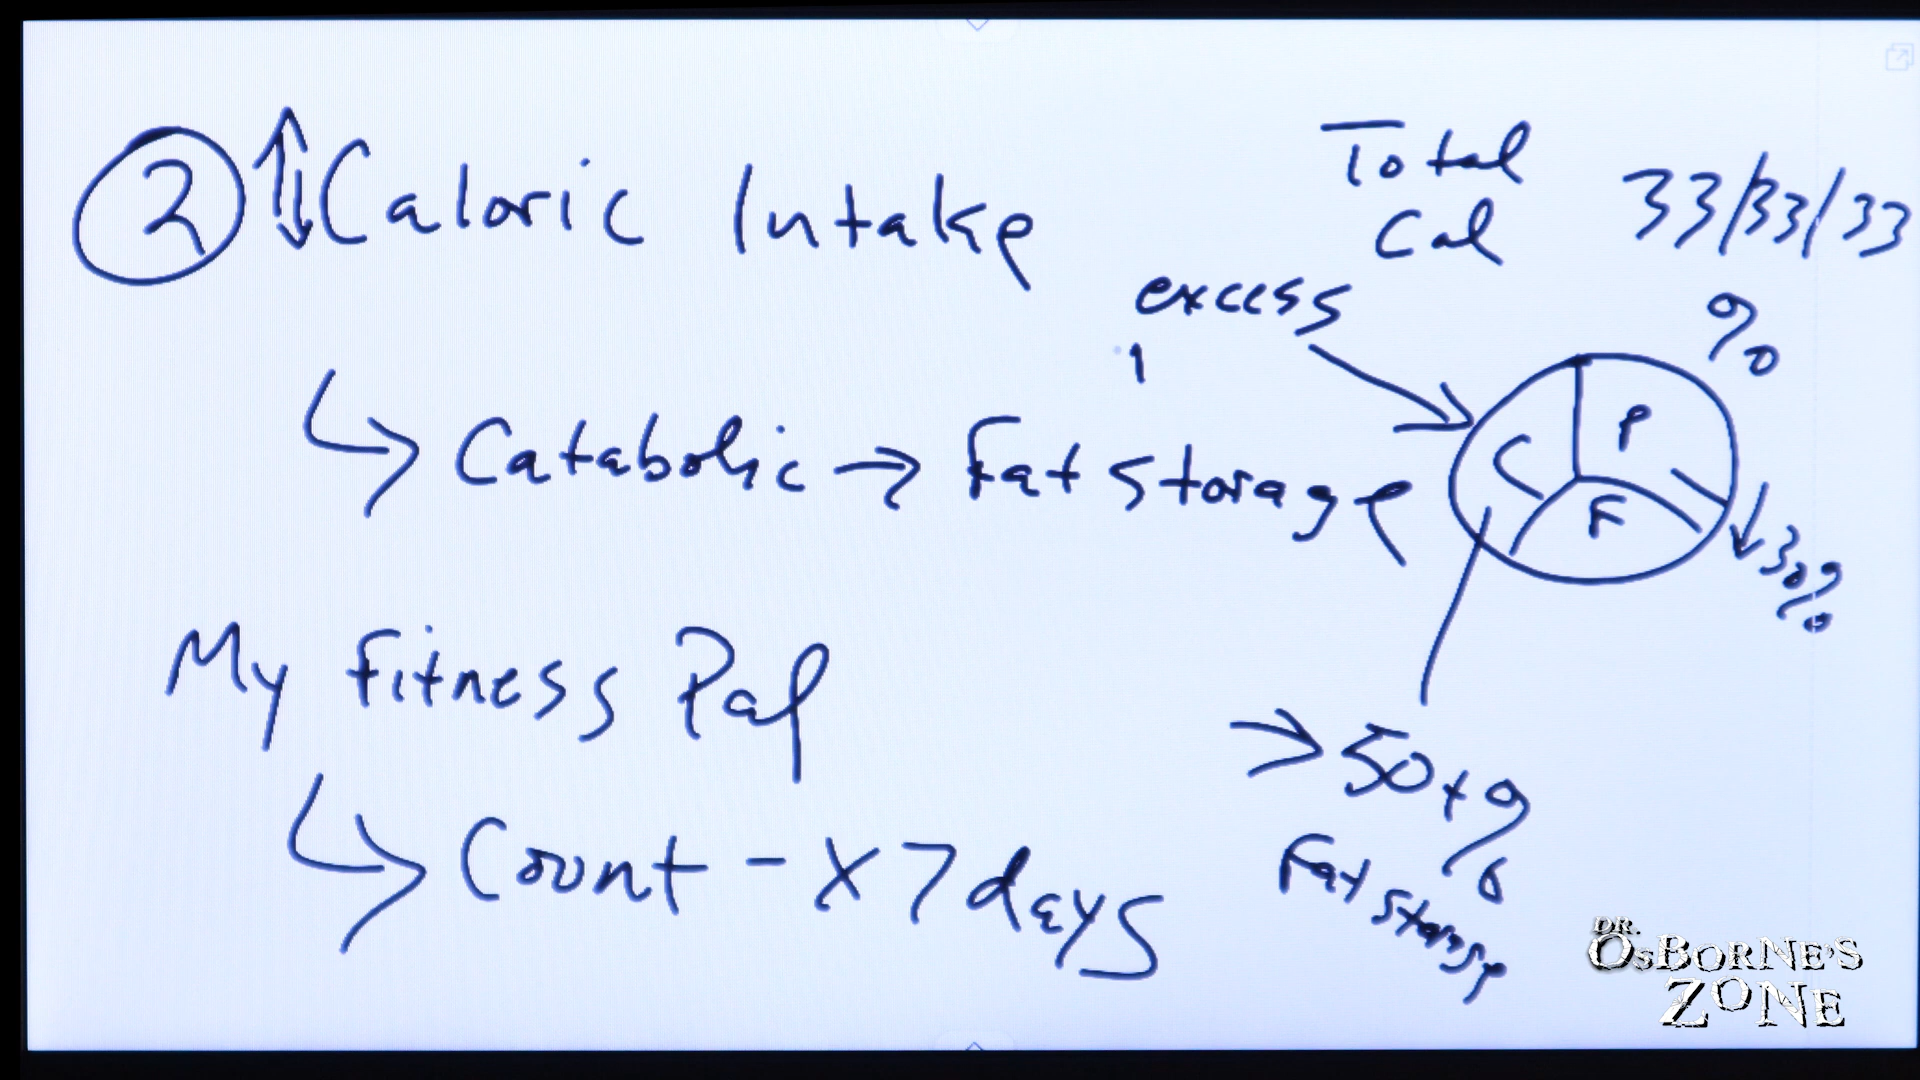 2 ↑↓ Caloric Intake
↳ Catabolic → Fat Storage
My Fitness Pal
↳ Count - x 7 days
Total
Cal
33/33/33
%
excess
C
P
F
↓30%
→ 50+%
Fat Storage
DR.
OSBORNE'S
ZONE